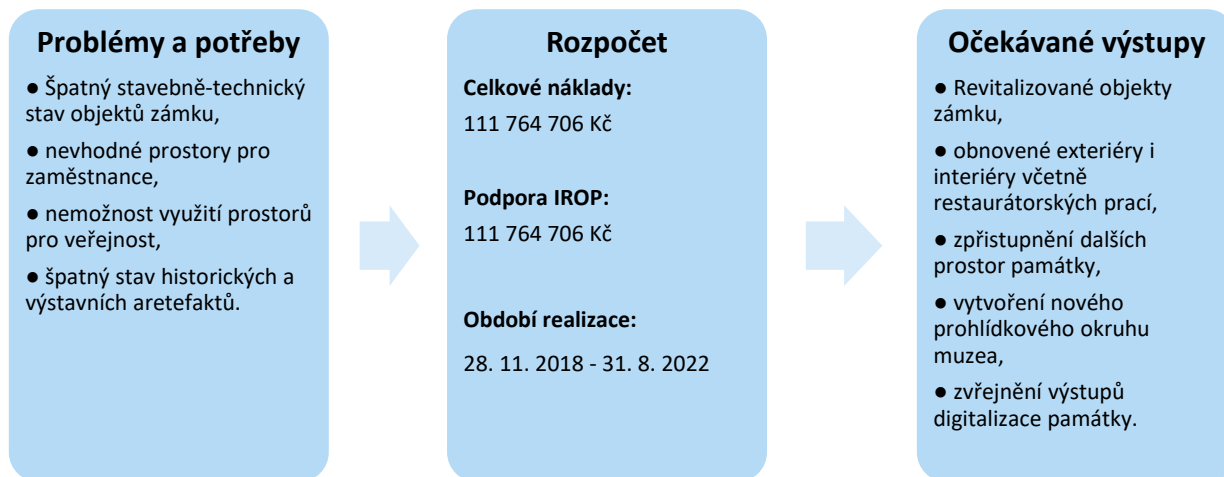 Problémy a potřeby
● Špatný stavebně-technický
stav objektů zámku,
● nevhodné prostory pro
zaměstnance,
● nemožnost využití prostorů
pro veřejnost,
● špatný stav historických a
výstavních aretefaktů.
Rozpočet
Celkové náklady:
111 764 706 Kč
Podpora IROP:
111 764 706 Kč
Období realizace:
28. 11. 2018 - 31. 8. 2022
Očekávané výstupy
● Revitalizované objekty
zámku,
● obnovené exteriéry i
interiéry včetně
restaurátorských prací,
● zpřistupnění dalších
prostor památky,
● vytvoření nového
prohlídkového okruhu
muzea,
● zvřejnění výstupů
digitalizace památky.